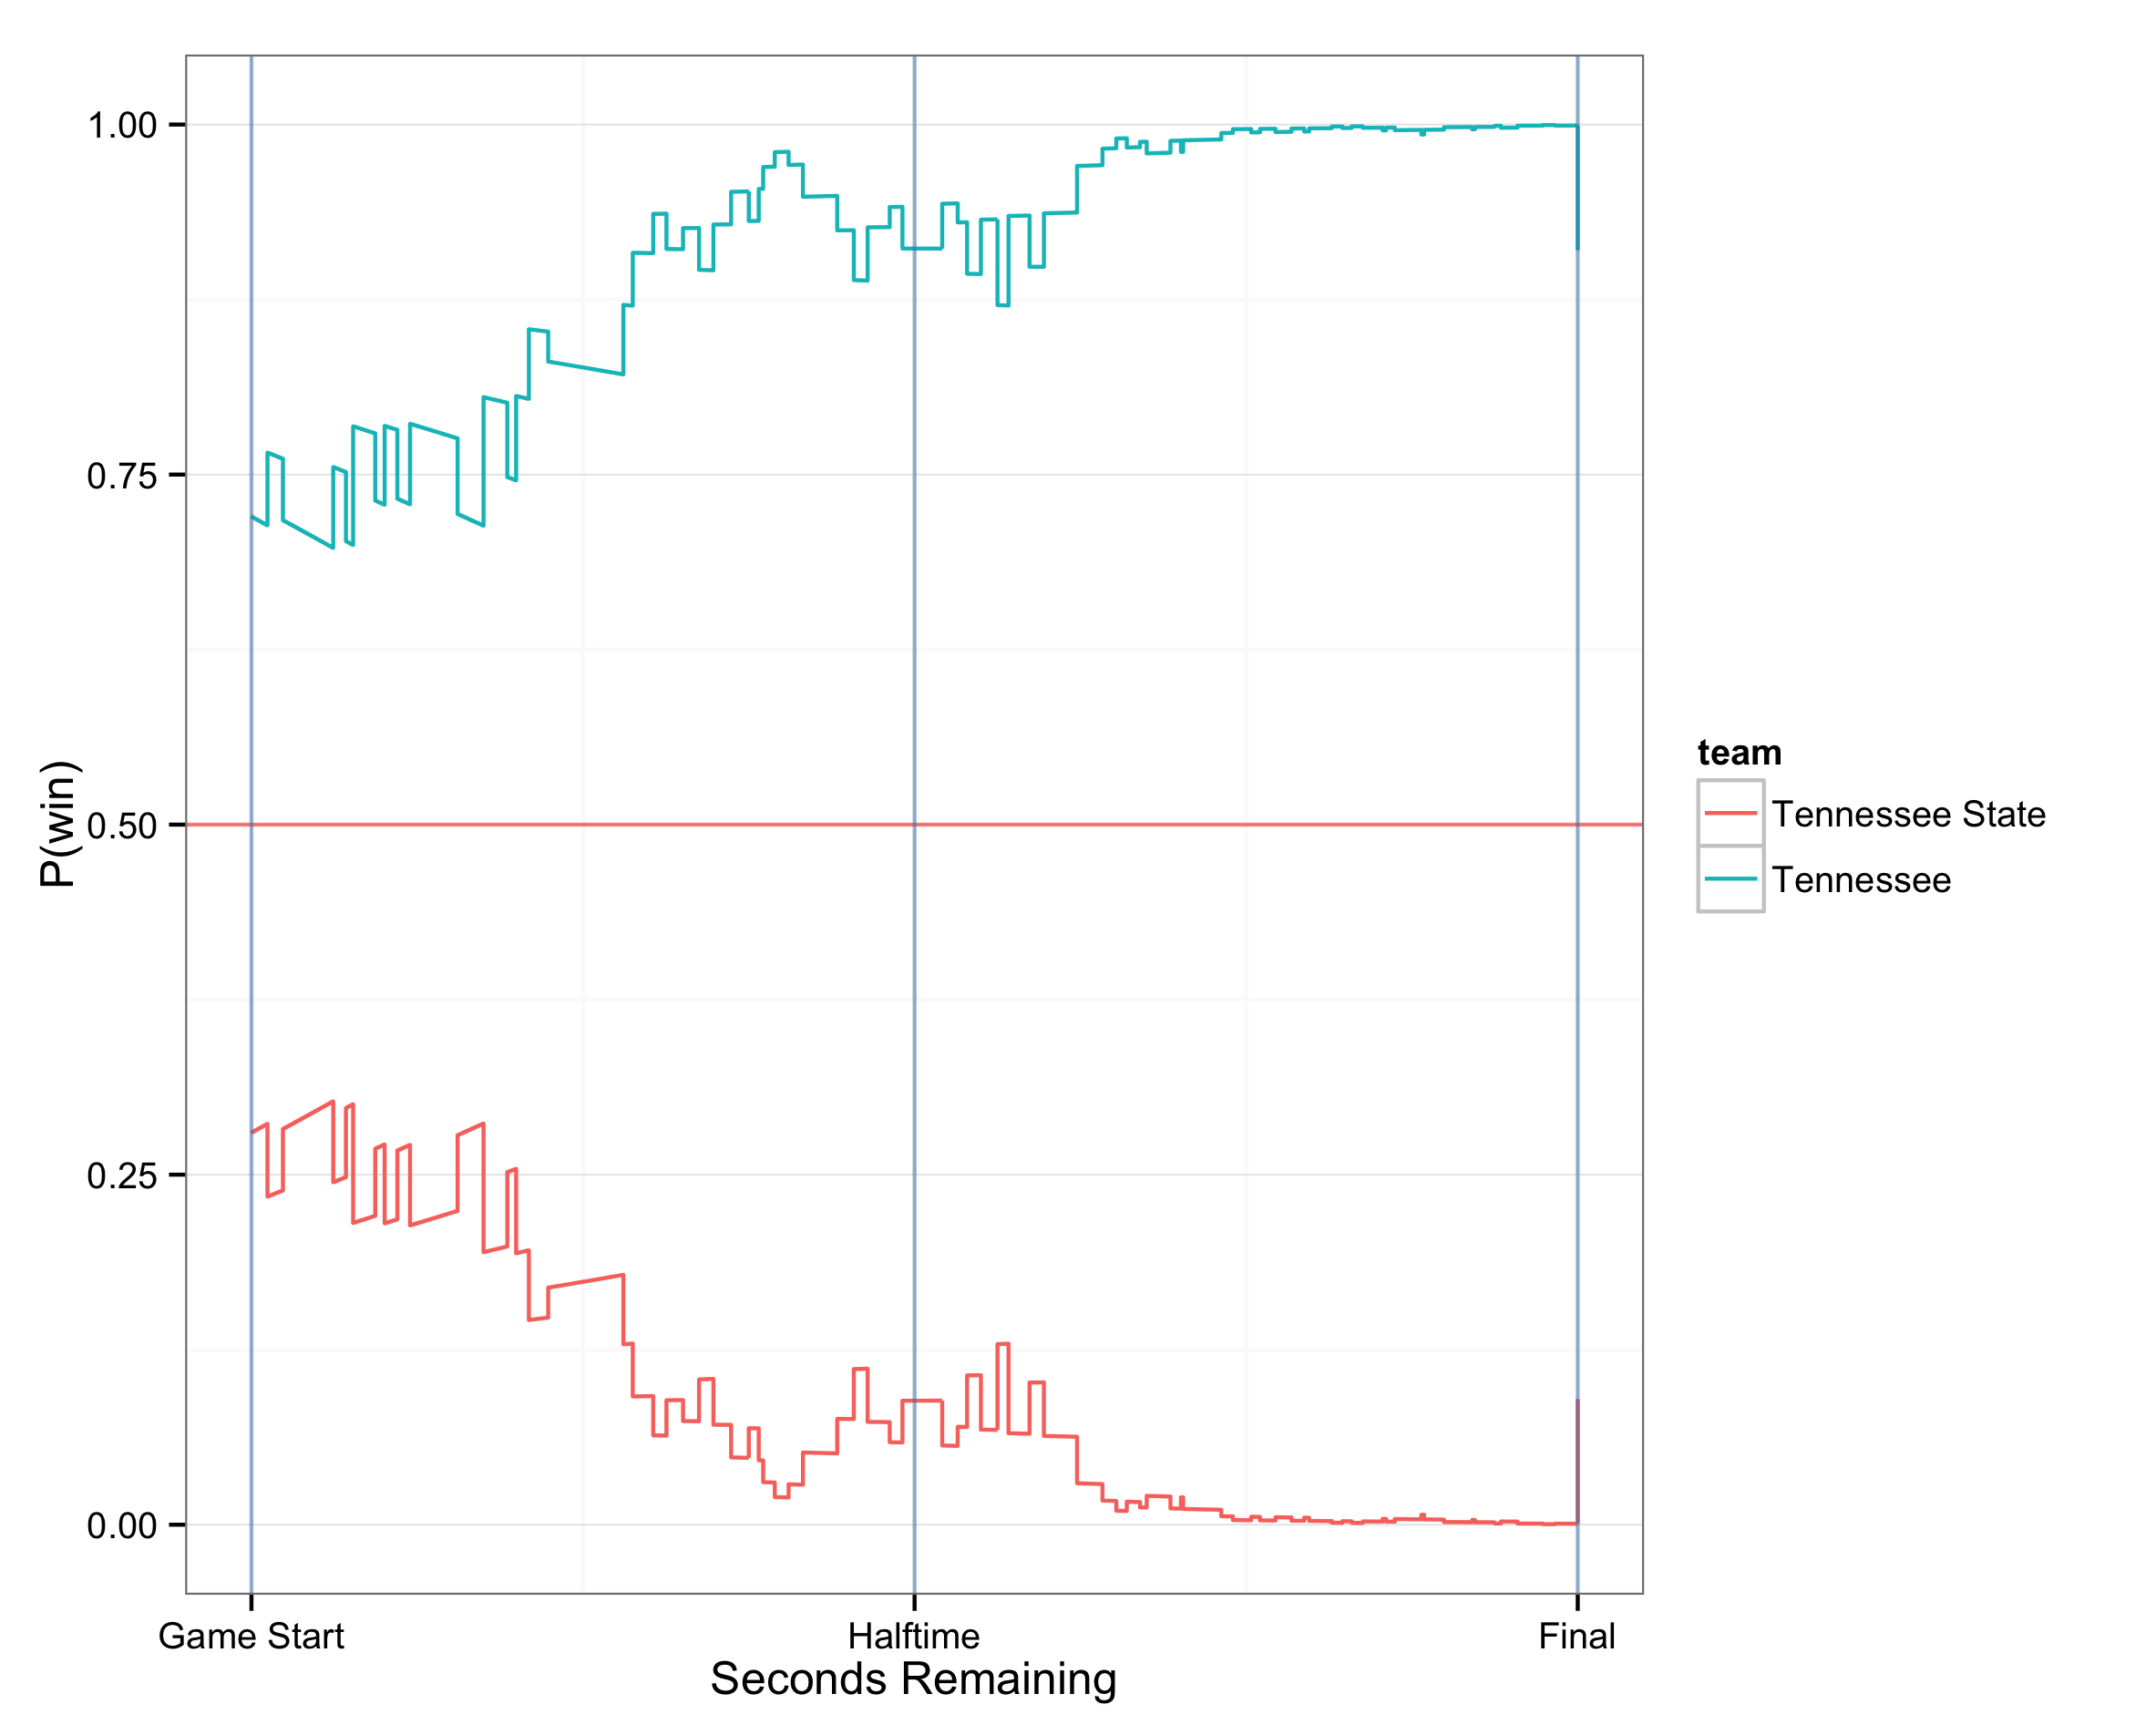 1.00
0.75
0.50
0.25
0.00
P(win)
Game Start
Halftime
Final
Seconds Remaining
team
Tennessee State
Tennessee